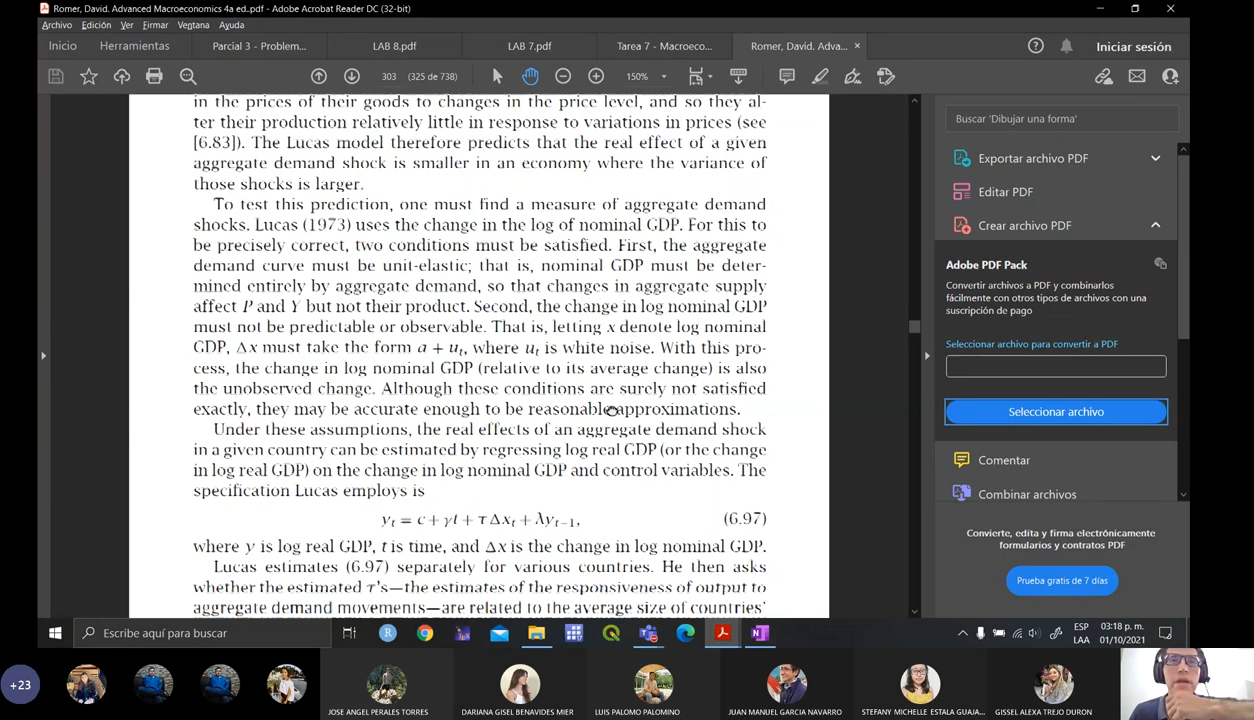 Romer, David. Advanced Macroeconomics 4a ed..pdf - Adobe Acrobat Reader DC (32-bit)
Archivo Edición Ver Firmar Ventana Ayuda
Inicio Herramientas Parcial 3 - Problem... LAB 8.pdf LAB 7.pdf Tarea 7 - Macroeco... Romer, David. Adva... × Iniciar sesión
303 (325 de 738) 150%
in the prices of their goods to changes in the price level, and so they al-
ter their production relatively little in response to variations in prices (see
[6.83]). The Lucas model therefore predicts that the real effect of a given
aggregate demand shock is smaller in an economy where the variance of
those shocks is larger.
To test this prediction, one must find a measure of aggregate demand
shocks. Lucas (1973) uses the change in the log of nominal GDP. For this to
be precisely correct, two conditions must be satisfied. First, the aggregate
demand curve must be unit-elastic; that is, nominal GDP must be deter-
mined entirely by aggregate demand, so that changes in aggregate supply
affect P and Y but not their product. Second, the change in log nominal GDP
must not be predictable or observable. That is, letting x denote log nominal
GDP, Δx must take the form a + uₜ, where uₜ is white noise. With this pro-
cess, the change in log nominal GDP (relative to its average change) is also
the unobserved change. Although these conditions are surely not satisfied
exactly, they may be accurate enough to be reasonable approximations.
Under these assumptions, the real effects of an aggregate demand shock
in a given country can be estimated by regressing log real GDP (or the change
in log real GDP) on the change in log nominal GDP and control variables. The
specification Lucas employs is
yₜ = c + γt + τΔxₜ + λyₜ₋₁, (6.97)
where y is log real GDP, t is time, and Δx is the change in log nominal GDP.
Lucas estimates (6.97) separately for various countries. He then asks
whether the estimated τ's—the estimates of the responsiveness of output to
aggregate demand movements—are related to the average size of countries'
Buscar 'Dibujar una forma'
Exportar archivo PDF
Editar PDF
Crear archivo PDF
Adobe PDF Pack
Convertir archivos a PDF y combinarlos
fácilmente con otros tipos de archivos con una
suscripción de pago
Seleccionar archivo para convertir a PDF
Seleccionar archivo
Comentar
Combinar archivos
Convierte, edita y firma electrónicamente
formularios y contratos PDF
Prueba gratis de 7 días
Escribe aquí para buscar
ESP
LAA
03:18 p. m.
01/10/2021
+23
JOSE ANGEL PERALES TORRES DARIANA GISEL BENAVIDES MIER LUIS PALOMO PALOMINO JUAN MANUEL GARCIA NAVARRO STEFANY MICHELLE ESTALA GUAJA... GISSEL ALEXA TREJO DURON